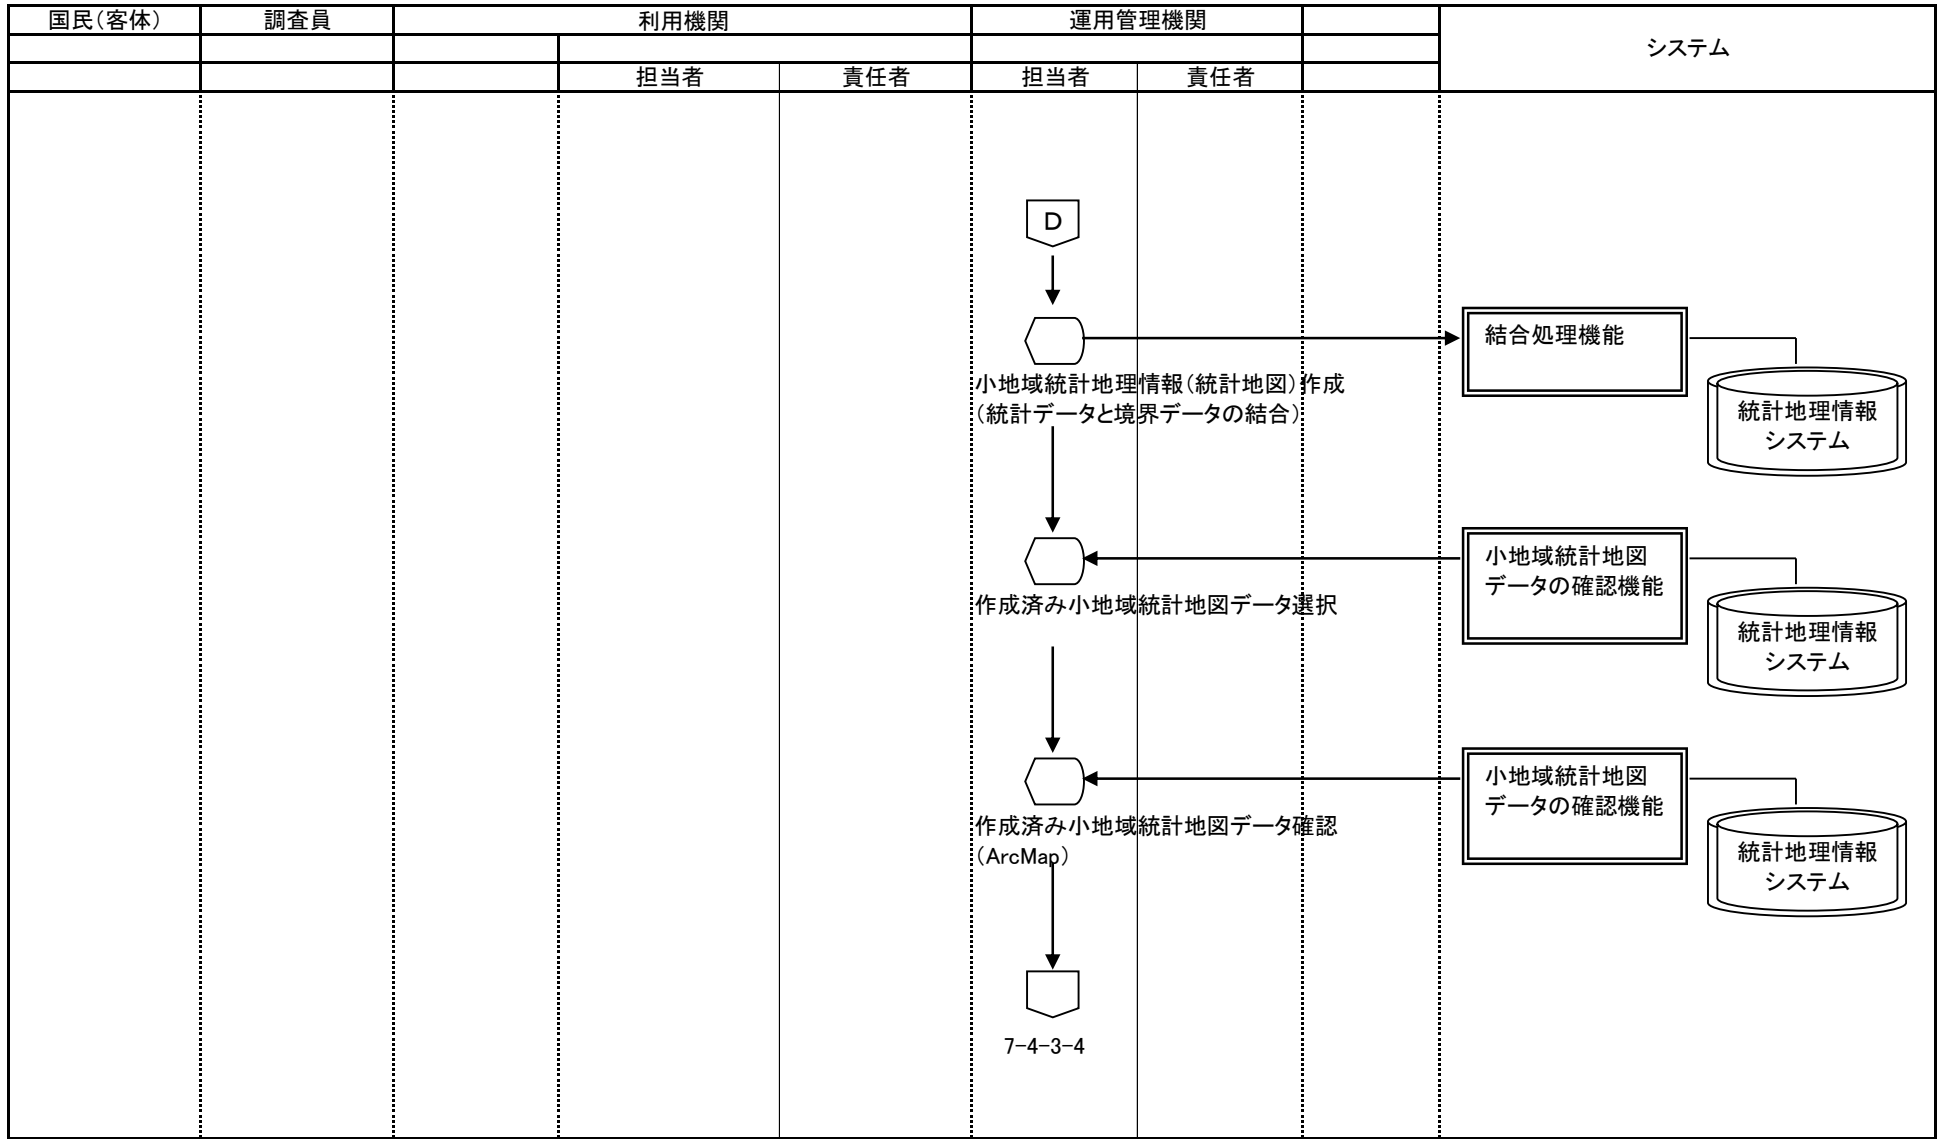 国民（客体）
調査員
利用機関
運用管理機関
システム
担当者
責任者
担当者
責任者
D
結合処理機能
小地域統計地理情報（統計地図）作成
（統計データと境界データの結合）
統計地理情報
システム
小地域統計地図
データの確認機能
作成済み小地域統計地図データ選択
統計地理情報
システム
小地域統計地図
データの確認機能
作成済み小地域統計地図データ確認
（ArcMap）
統計地理情報
システム
7-4-3-4